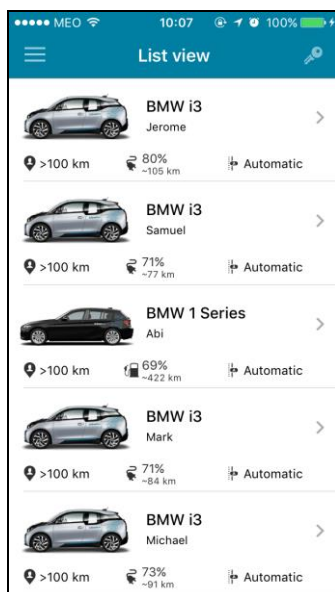 MEO 10:07 100%
List view
BMW i3
Jerome
>100 km 80% Automatic
~105 km
BMW i3
Samuel
>100 km 71% Automatic
~77 km
BMW 1 Series
Abi
>100 km 69% Automatic
~422 km
BMW i3
Mark
>100 km 71% Automatic
~84 km
BMW i3
Michael
>100 km 73% Automatic
~91 km